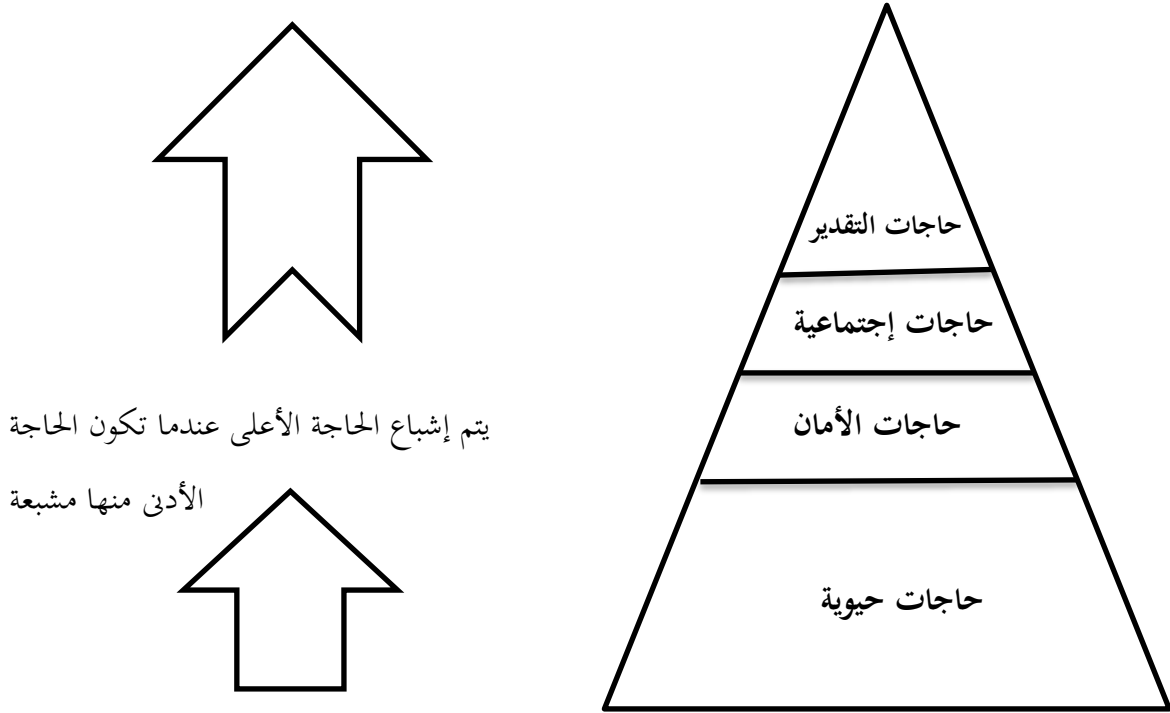 حاجات التقدير
حاجات إجتماعية
حاجات الأمان
حاجات حيوية
يتم إشباع الحاجة الأعلى عندما تكون الحاجة
الأدنى منها مشبعة